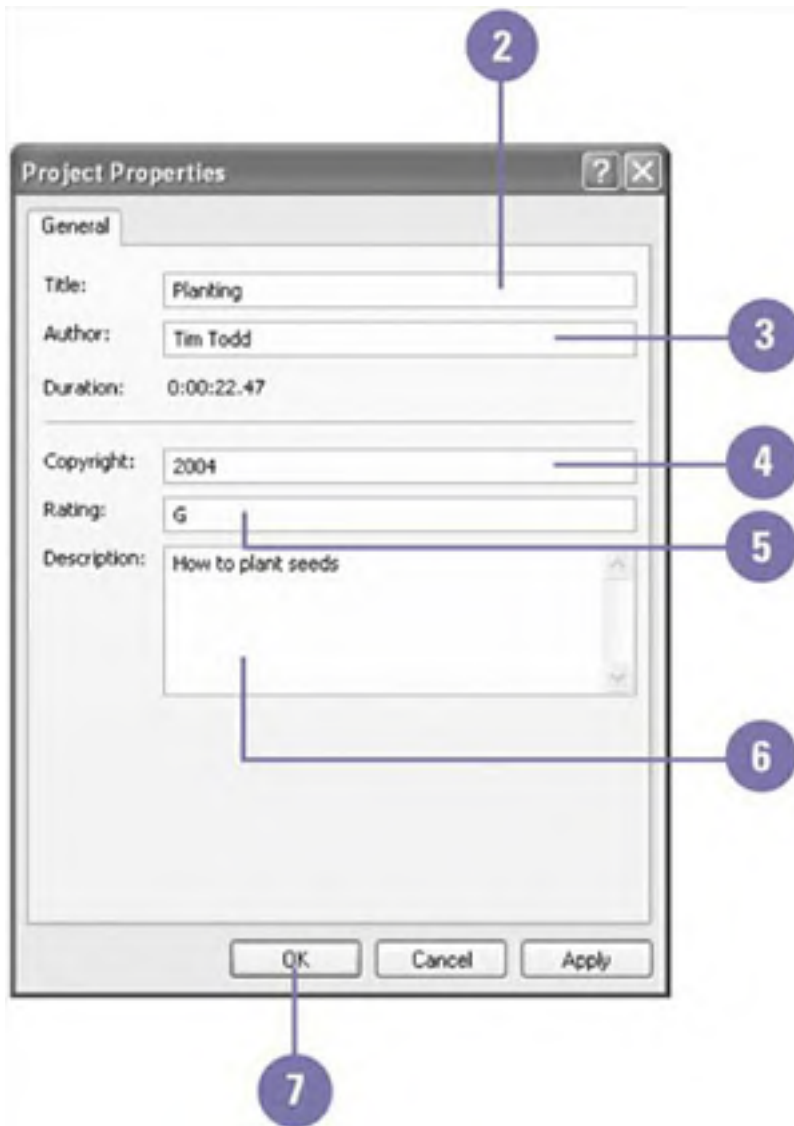 2
Project Properties
General
Title: Planting
Author: Tim Todd
3
Duration: 0:00:22.47
Copyright: 2004
4
Rating: G
5
Description: How to plant seeds
6
OK Cancel Apply
7